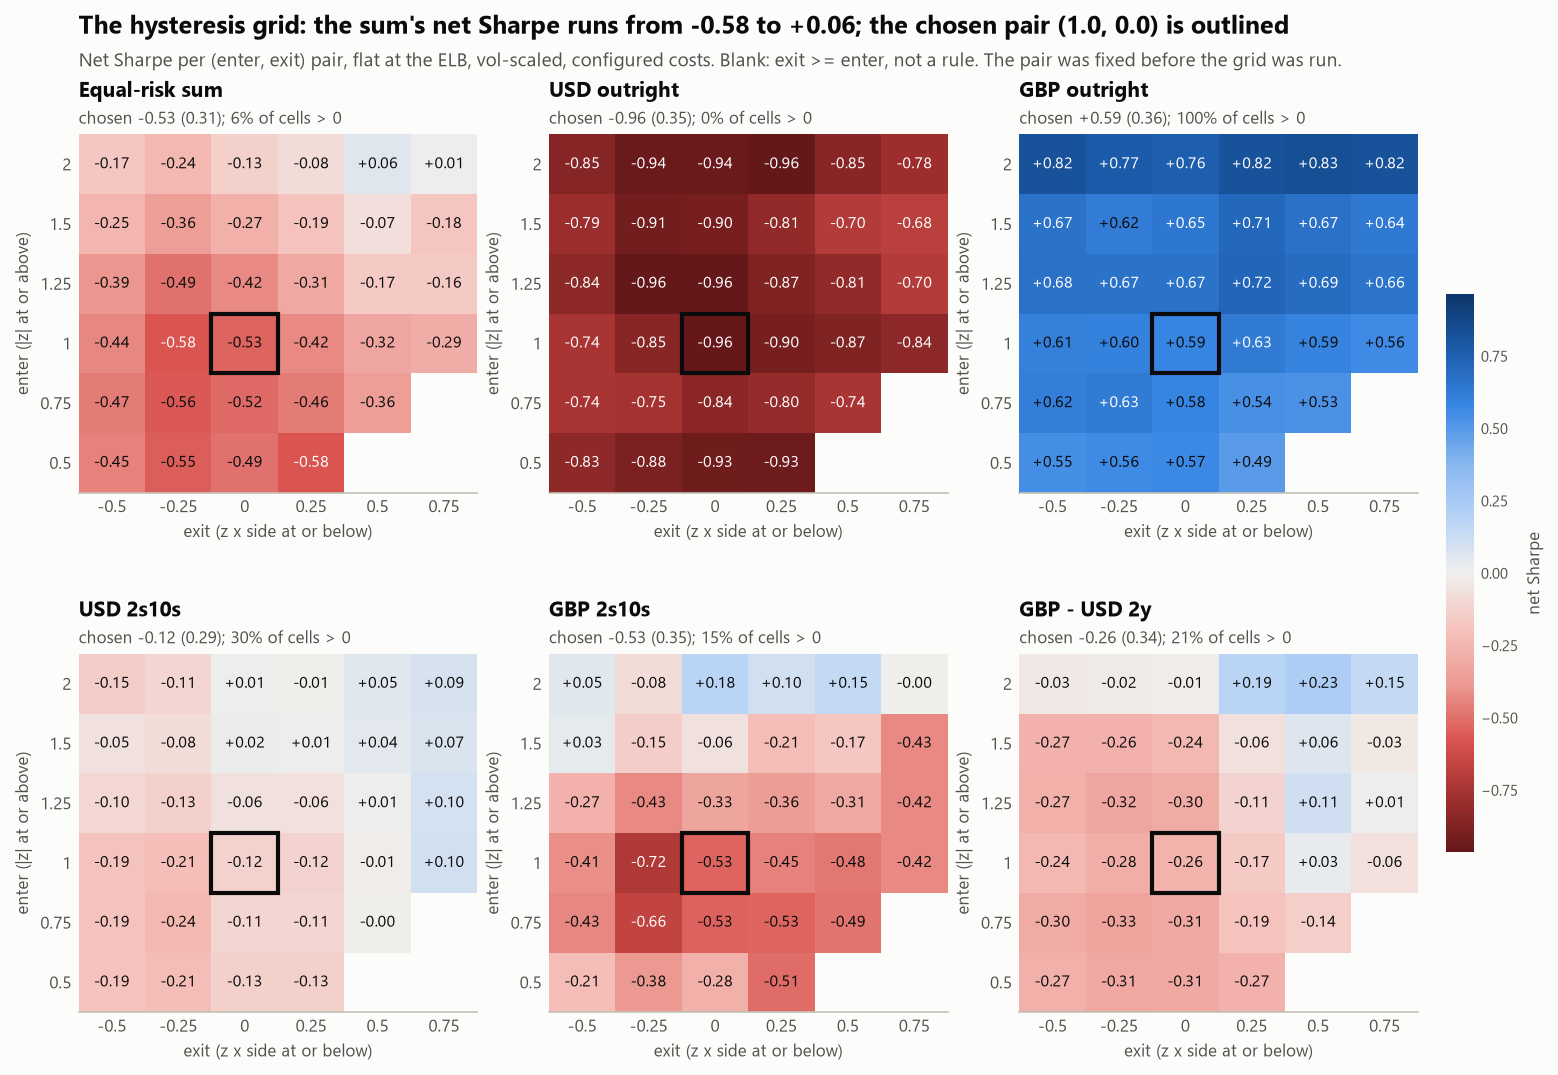 The hysteresis grid: the sum's net Sharpe runs from -0.58 to +0.06; the chosen pair (1.0, 0.0) is outlined
Net Sharpe per (enter, exit) pair, flat at the ELB, vol-scaled, configured costs. Blank: exit >= enter, not a rule. The pair was fixed before the grid was run.
Equal-risk sum
chosen -0.53 (0.31); 6% of cells > 0
enter (|z| at or above)
2 -0.17 -0.24 -0.13 -0.08 +0.06 +0.01
1.5 -0.25 -0.36 -0.27 -0.19 -0.07 -0.18
1.25 -0.39 -0.49 -0.42 -0.31 -0.17 -0.16
1 -0.44 -0.58 -0.53 -0.42 -0.32 -0.29
0.75 -0.47 -0.56 -0.52 -0.46 -0.36
0.5 -0.45 -0.55 -0.49 -0.58
-0.5 -0.25 0 0.25 0.5 0.75
exit (z x side at or below)
USD outright
chosen -0.96 (0.35); 0% of cells > 0
enter (|z| at or above)
2 -0.85 -0.94 -0.94 -0.96 -0.85 -0.78
1.5 -0.79 -0.91 -0.90 -0.81 -0.70 -0.68
1.25 -0.84 -0.96 -0.96 -0.87 -0.81 -0.70
1 -0.74 -0.85 -0.96 -0.90 -0.87 -0.84
0.75 -0.74 -0.75 -0.84 -0.80 -0.74
0.5 -0.83 -0.88 -0.93 -0.93
-0.5 -0.25 0 0.25 0.5 0.75
exit (z x side at or below)
GBP outright
chosen +0.59 (0.36); 100% of cells > 0
enter (|z| at or above)
2 +0.82 +0.77 +0.76 +0.82 +0.83 +0.82
1.5 +0.67 +0.62 +0.65 +0.71 +0.67 +0.64
1.25 +0.68 +0.67 +0.67 +0.72 +0.69 +0.66
1 +0.61 +0.60 +0.59 +0.63 +0.59 +0.56
0.75 +0.62 +0.63 +0.58 +0.54 +0.53
0.5 +0.55 +0.56 +0.57 +0.49
-0.5 -0.25 0 0.25 0.5 0.75
exit (z x side at or below)
USD 2s10s
chosen -0.12 (0.29); 30% of cells > 0
enter (|z| at or above)
2 -0.15 -0.11 +0.01 -0.01 +0.05 +0.09
1.5 -0.05 -0.08 +0.02 +0.01 +0.04 +0.07
1.25 -0.10 -0.13 -0.06 -0.06 +0.01 +0.10
1 -0.19 -0.21 -0.12 -0.12 -0.01 +0.10
0.75 -0.19 -0.24 -0.11 -0.11 -0.00
0.5 -0.19 -0.21 -0.13 -0.13
-0.5 -0.25 0 0.25 0.5 0.75
exit (z x side at or below)
GBP 2s10s
chosen -0.53 (0.35); 15% of cells > 0
enter (|z| at or above)
2 +0.05 -0.08 +0.18 +0.10 +0.15 -0.00
1.5 +0.03 -0.15 -0.06 -0.21 -0.17 -0.43
1.25 -0.27 -0.43 -0.33 -0.36 -0.31 -0.42
1 -0.41 -0.72 -0.53 -0.45 -0.48 -0.42
0.75 -0.43 -0.66 -0.53 -0.53 -0.49
0.5 -0.21 -0.38 -0.28 -0.51
-0.5 -0.25 0 0.25 0.5 0.75
exit (z x side at or below)
GBP - USD 2y
chosen -0.26 (0.34); 21% of cells > 0
enter (|z| at or above)
2 -0.03 -0.02 -0.01 +0.19 +0.23 +0.15
1.5 -0.27 -0.26 -0.24 -0.06 +0.06 -0.03
1.25 -0.27 -0.32 -0.30 -0.11 +0.11 +0.01
1 -0.24 -0.28 -0.26 -0.17 +0.03 -0.06
0.75 -0.30 -0.33 -0.31 -0.19 -0.14
0.5 -0.27 -0.31 -0.31 -0.27
-0.5 -0.25 0 0.25 0.5 0.75
exit (z x side at or below)
0.75
0.50
0.25
0.00
−0.25
−0.50
−0.75
net Sharpe